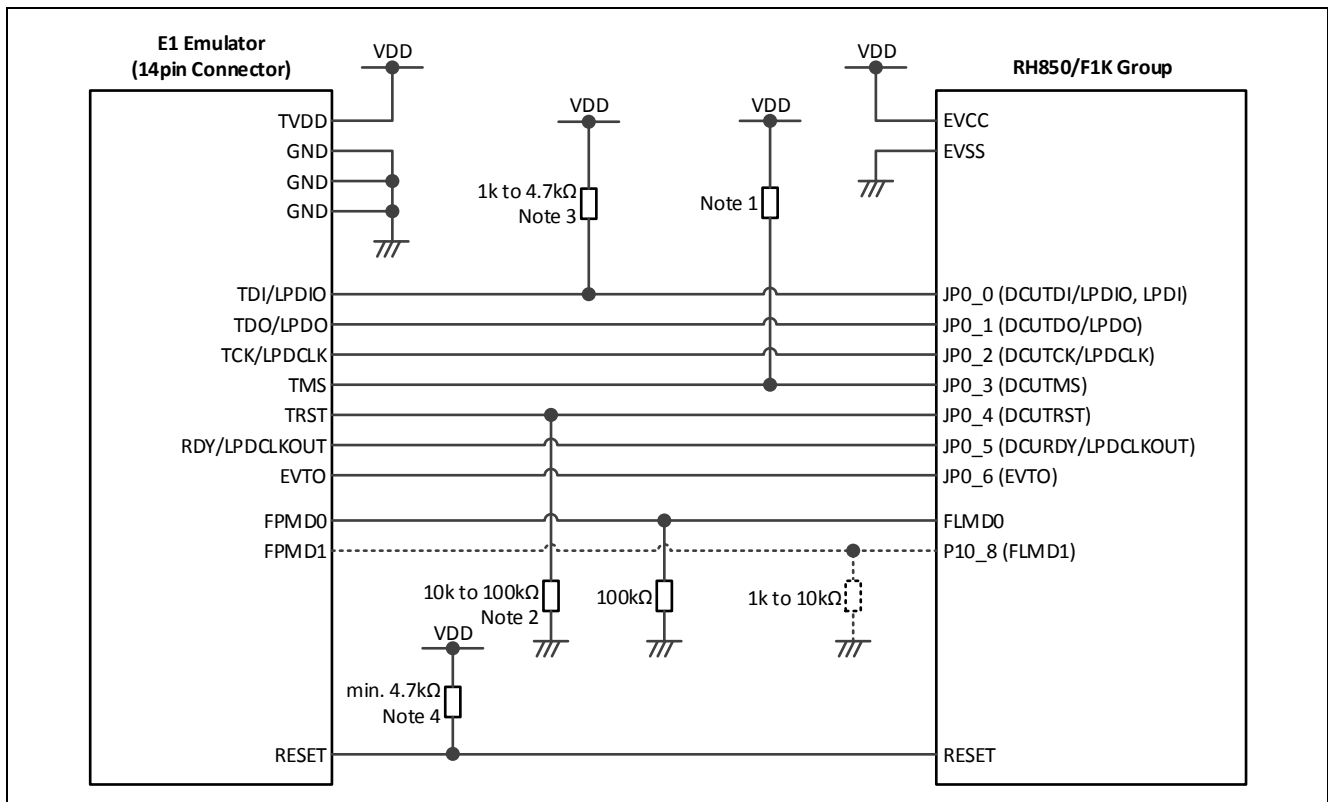 E1 Emulator
(14pin Connector)
VDD
VDD
RH850/F1K Group
VDD
VDD
TVDD
EVCC
GND
EVSS
GND
GND
1k to 4.7kΩ
Note 3
Note 1
TDI/LPDIO
JP0_0 (DCUTDI/LPDIO, LPDI)
TDO/LPDO
JP0_1 (DCUTDO/LPDO)
TCK/LPDCLK
JP0_2 (DCUTCK/LPDCLK)
TMS
JP0_3 (DCUTMS)
TRST
JP0_4 (DCUTRST)
RDY/LPDCLKOUT
JP0_5 (DCURDY/LPDCLKOUT)
EVTO
JP0_6 (EVTO)
FPMD0
FLMD0
FPMD1
P10_8 (FLMD1)
10k to 100kΩ
Note 2
100kΩ
1k to 10kΩ
VDD
min. 4.7kΩ
Note 4
RESET
RESET